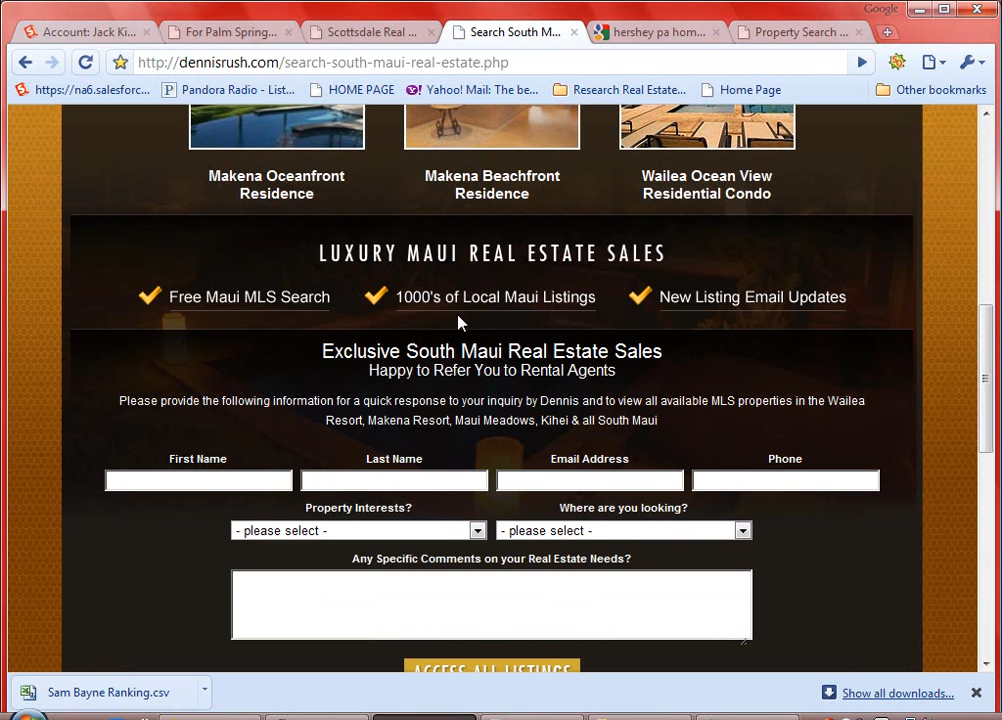 Google
Account: Jack Ki...
For Palm Spring...
Scottsdale Real ...
Search South M...
hershey pa hom...
Property Search ...
http://dennisrush.com/search-south-maui-real-estate.php
https://na6.salesforc...
Pandora Radio - List...
HOME PAGE
Yahoo! Mail: The be...
Research Real Estate...
Home Page
Other bookmarks
Makena Oceanfront
Residence
Makena Beachfront
Residence
Wailea Ocean View
Residential Condo
LUXURY MAUI REAL ESTATE SALES
Free Maui MLS Search
1000's of Local Maui Listings
New Listing Email Updates
Exclusive South Maui Real Estate Sales
Happy to Refer You to Rental Agents
Please provide the following information for a quick response to your inquiry by Dennis and to view all available MLS properties in the Wailea
Resort, Makena Resort, Maui Meadows, Kihei & all South Maui
First Name
Last Name
Email Address
Phone
Property Interests?
Where are you looking?
- please select -
- please select -
Any Specific Comments on your Real Estate Needs?
ACCESS ALL LISTINGS
Sam Bayne Ranking.csv
Show all downloads...